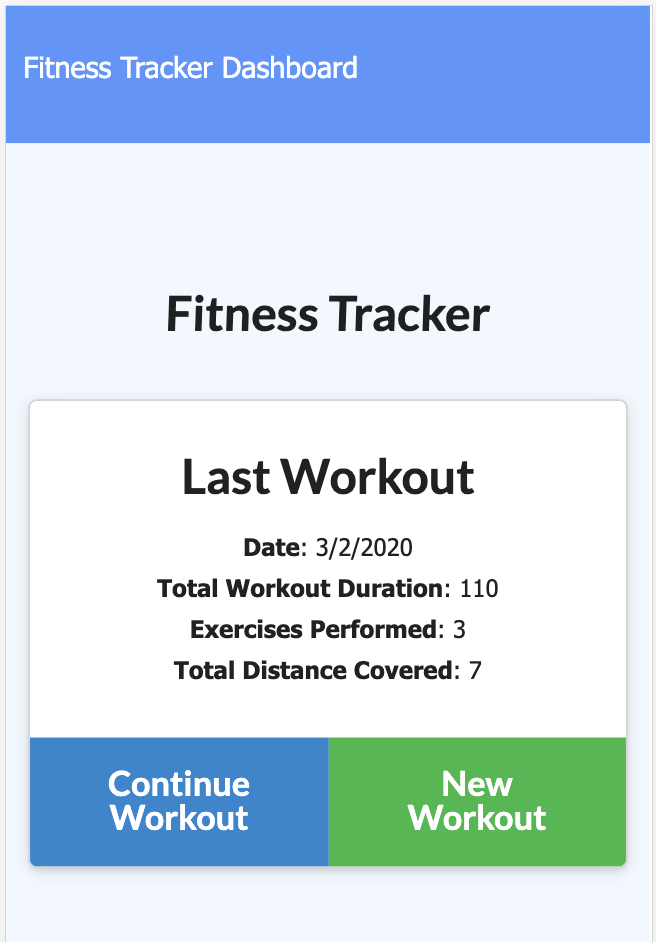 Fitness Tracker Dashboard
Fitness Tracker
Last Workout
Date: 3/2/2020
Total Workout Duration: 110
Exercises Performed: 3
Total Distance Covered: 7
Continue
Workout
New
Workout